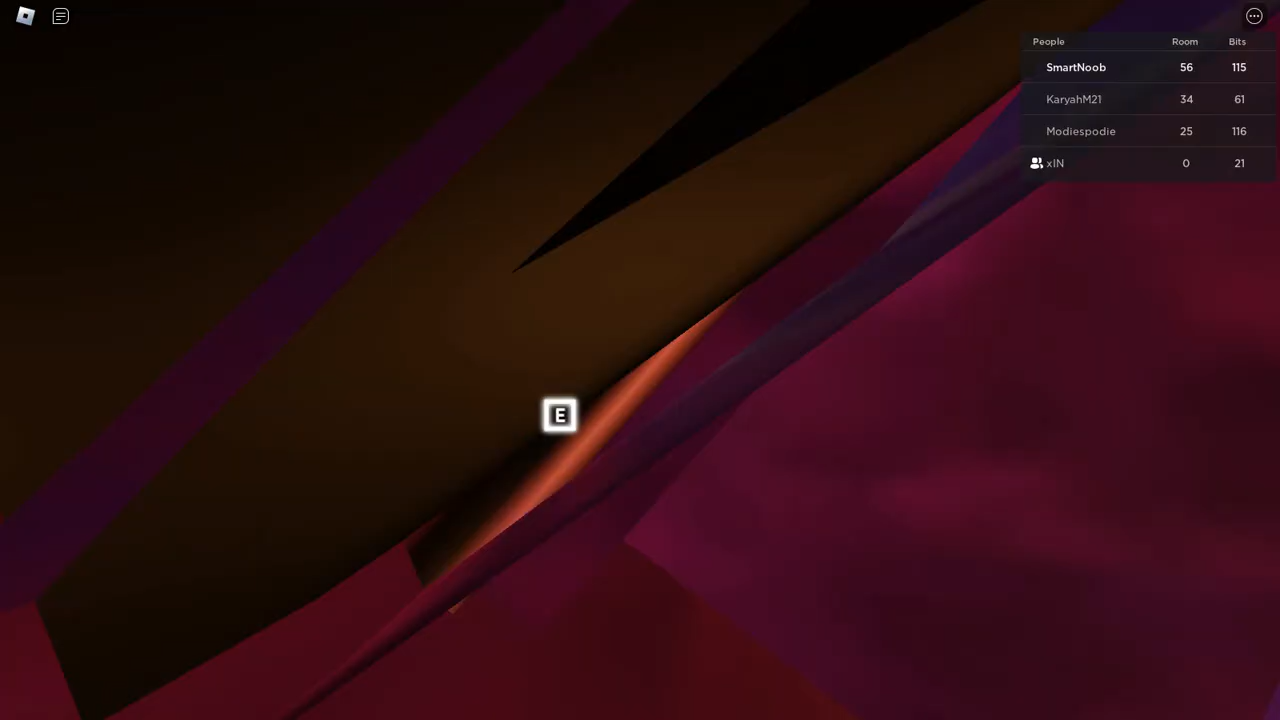 People Room Bits
SmartNoob 56 115
KaryahM21 34 61
Modiespodie 25 116
xIN 0 21
E